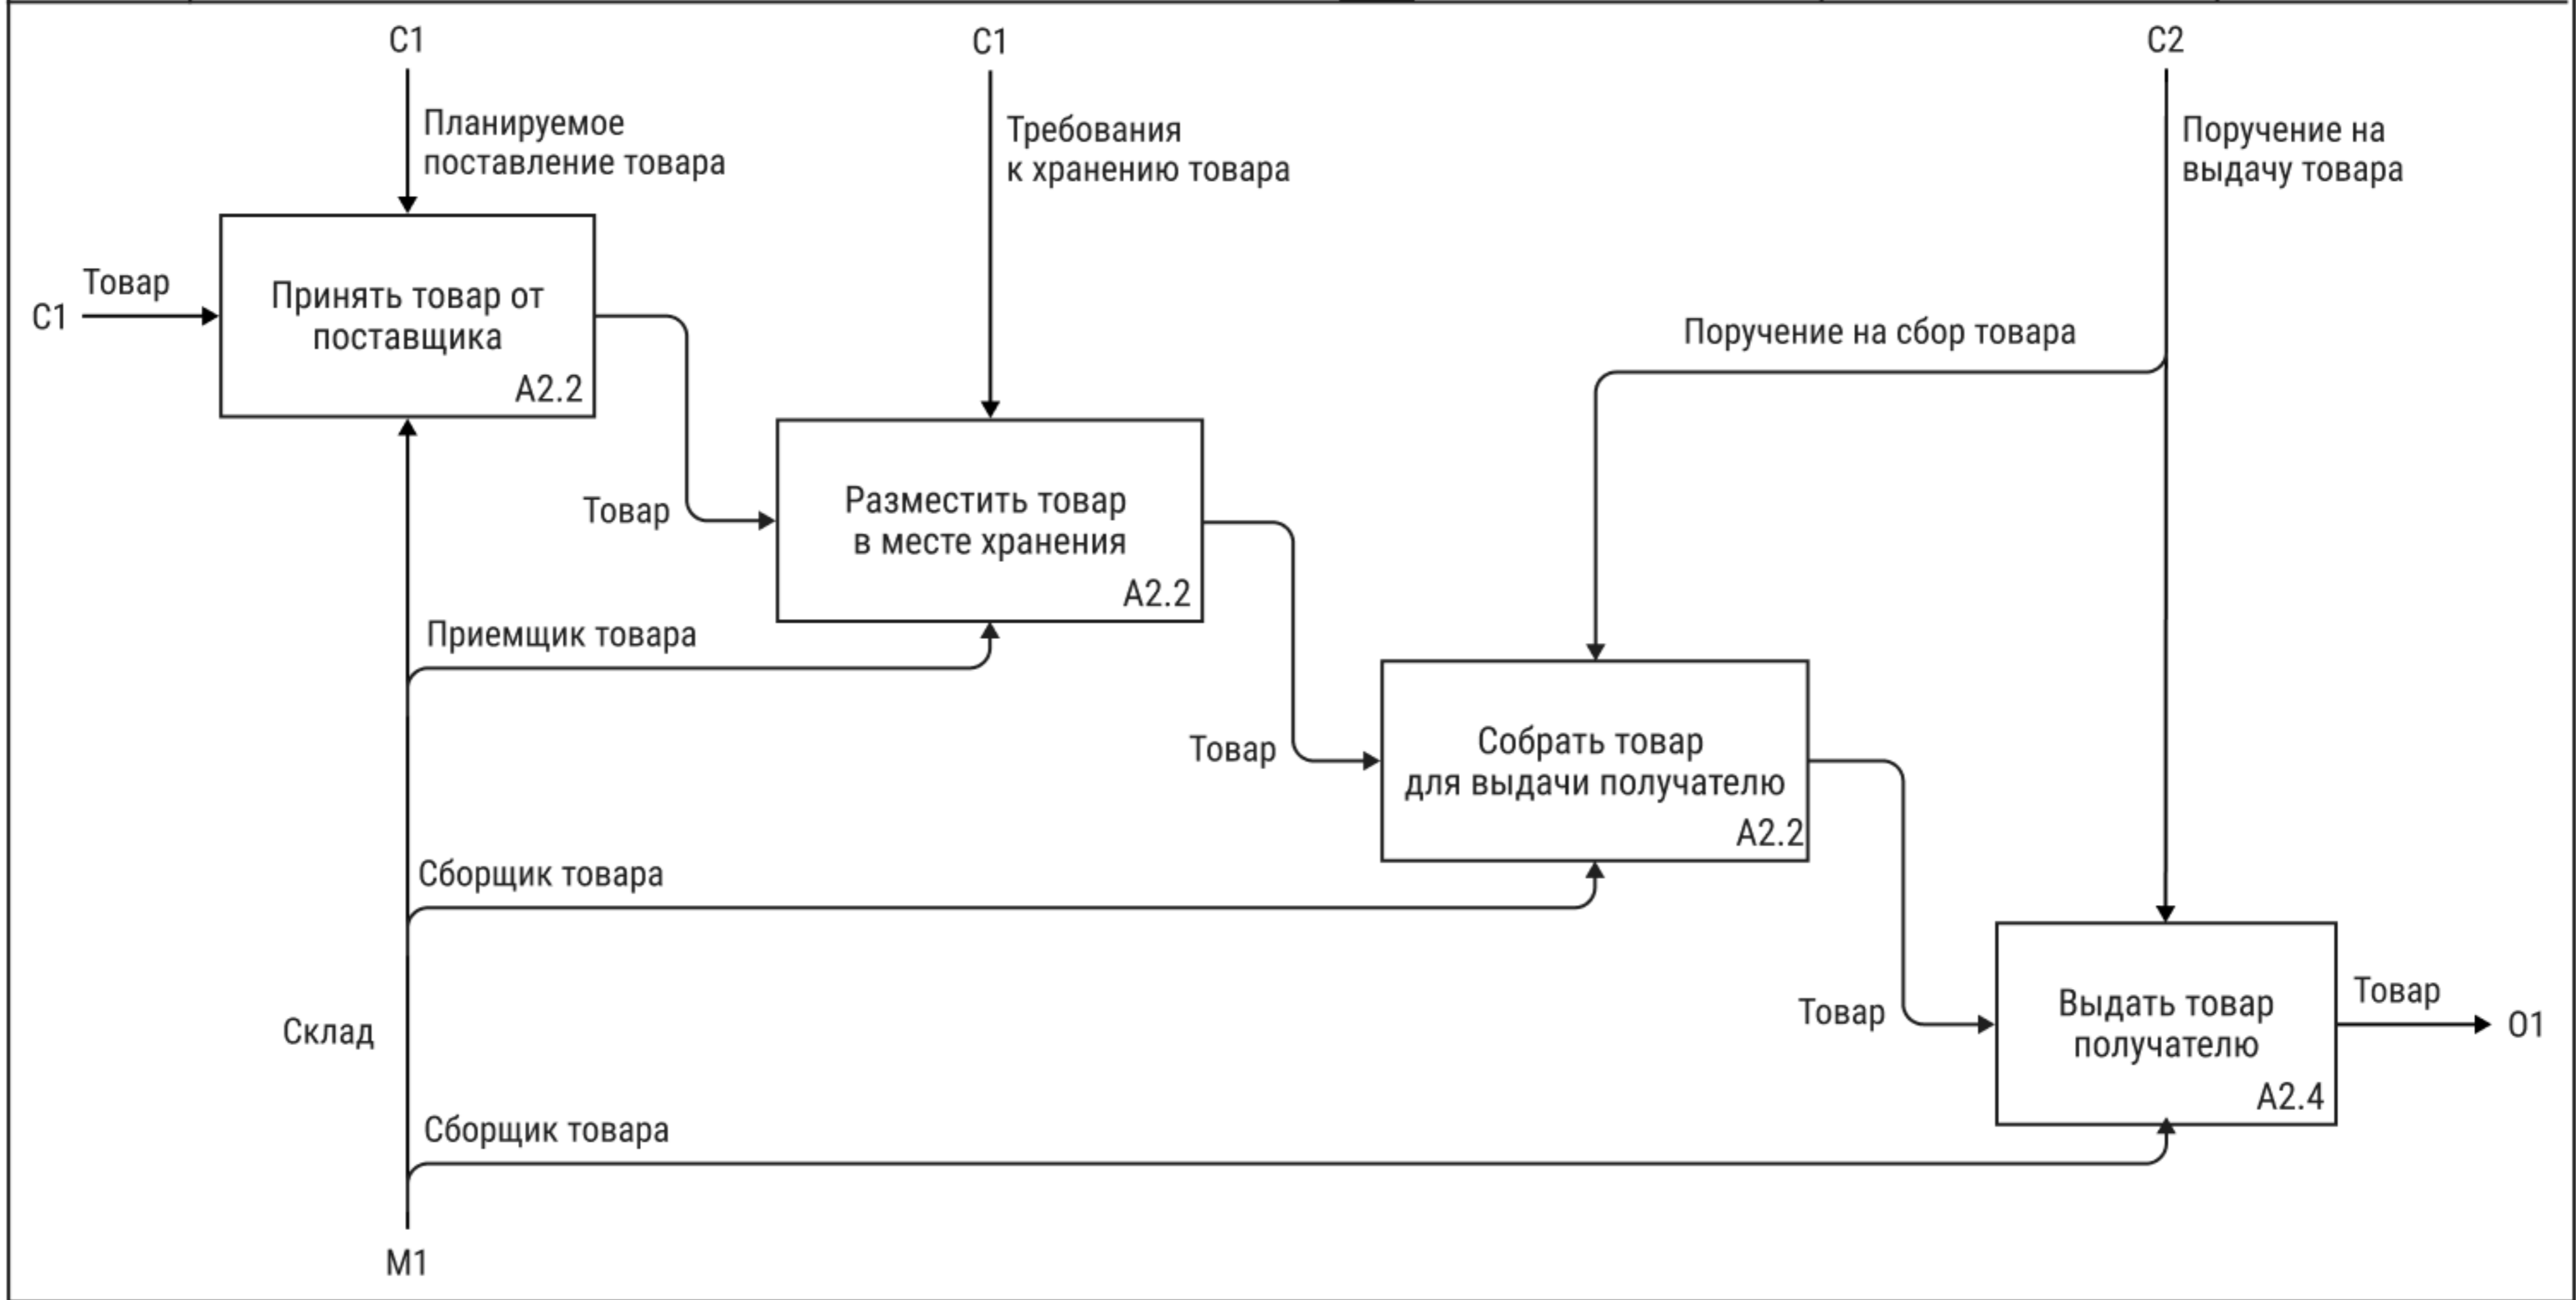 C1
C1
C2
Планируемое
поставление товара
Требования
к хранению товара
Поручение на
выдачу товара
Товар
C1
Принять товар от
поставщика
A2.2
Поручение на сбор товара
Товар
Разместить товар
в месте хранения
A2.2
Приемщик товара
Товар
Собрать товар
для выдачи получателю
A2.2
Сборщик товара
Склад
Товар
Выдать товар
получателю
A2.4
Товар
O1
Сборщик товара
M1